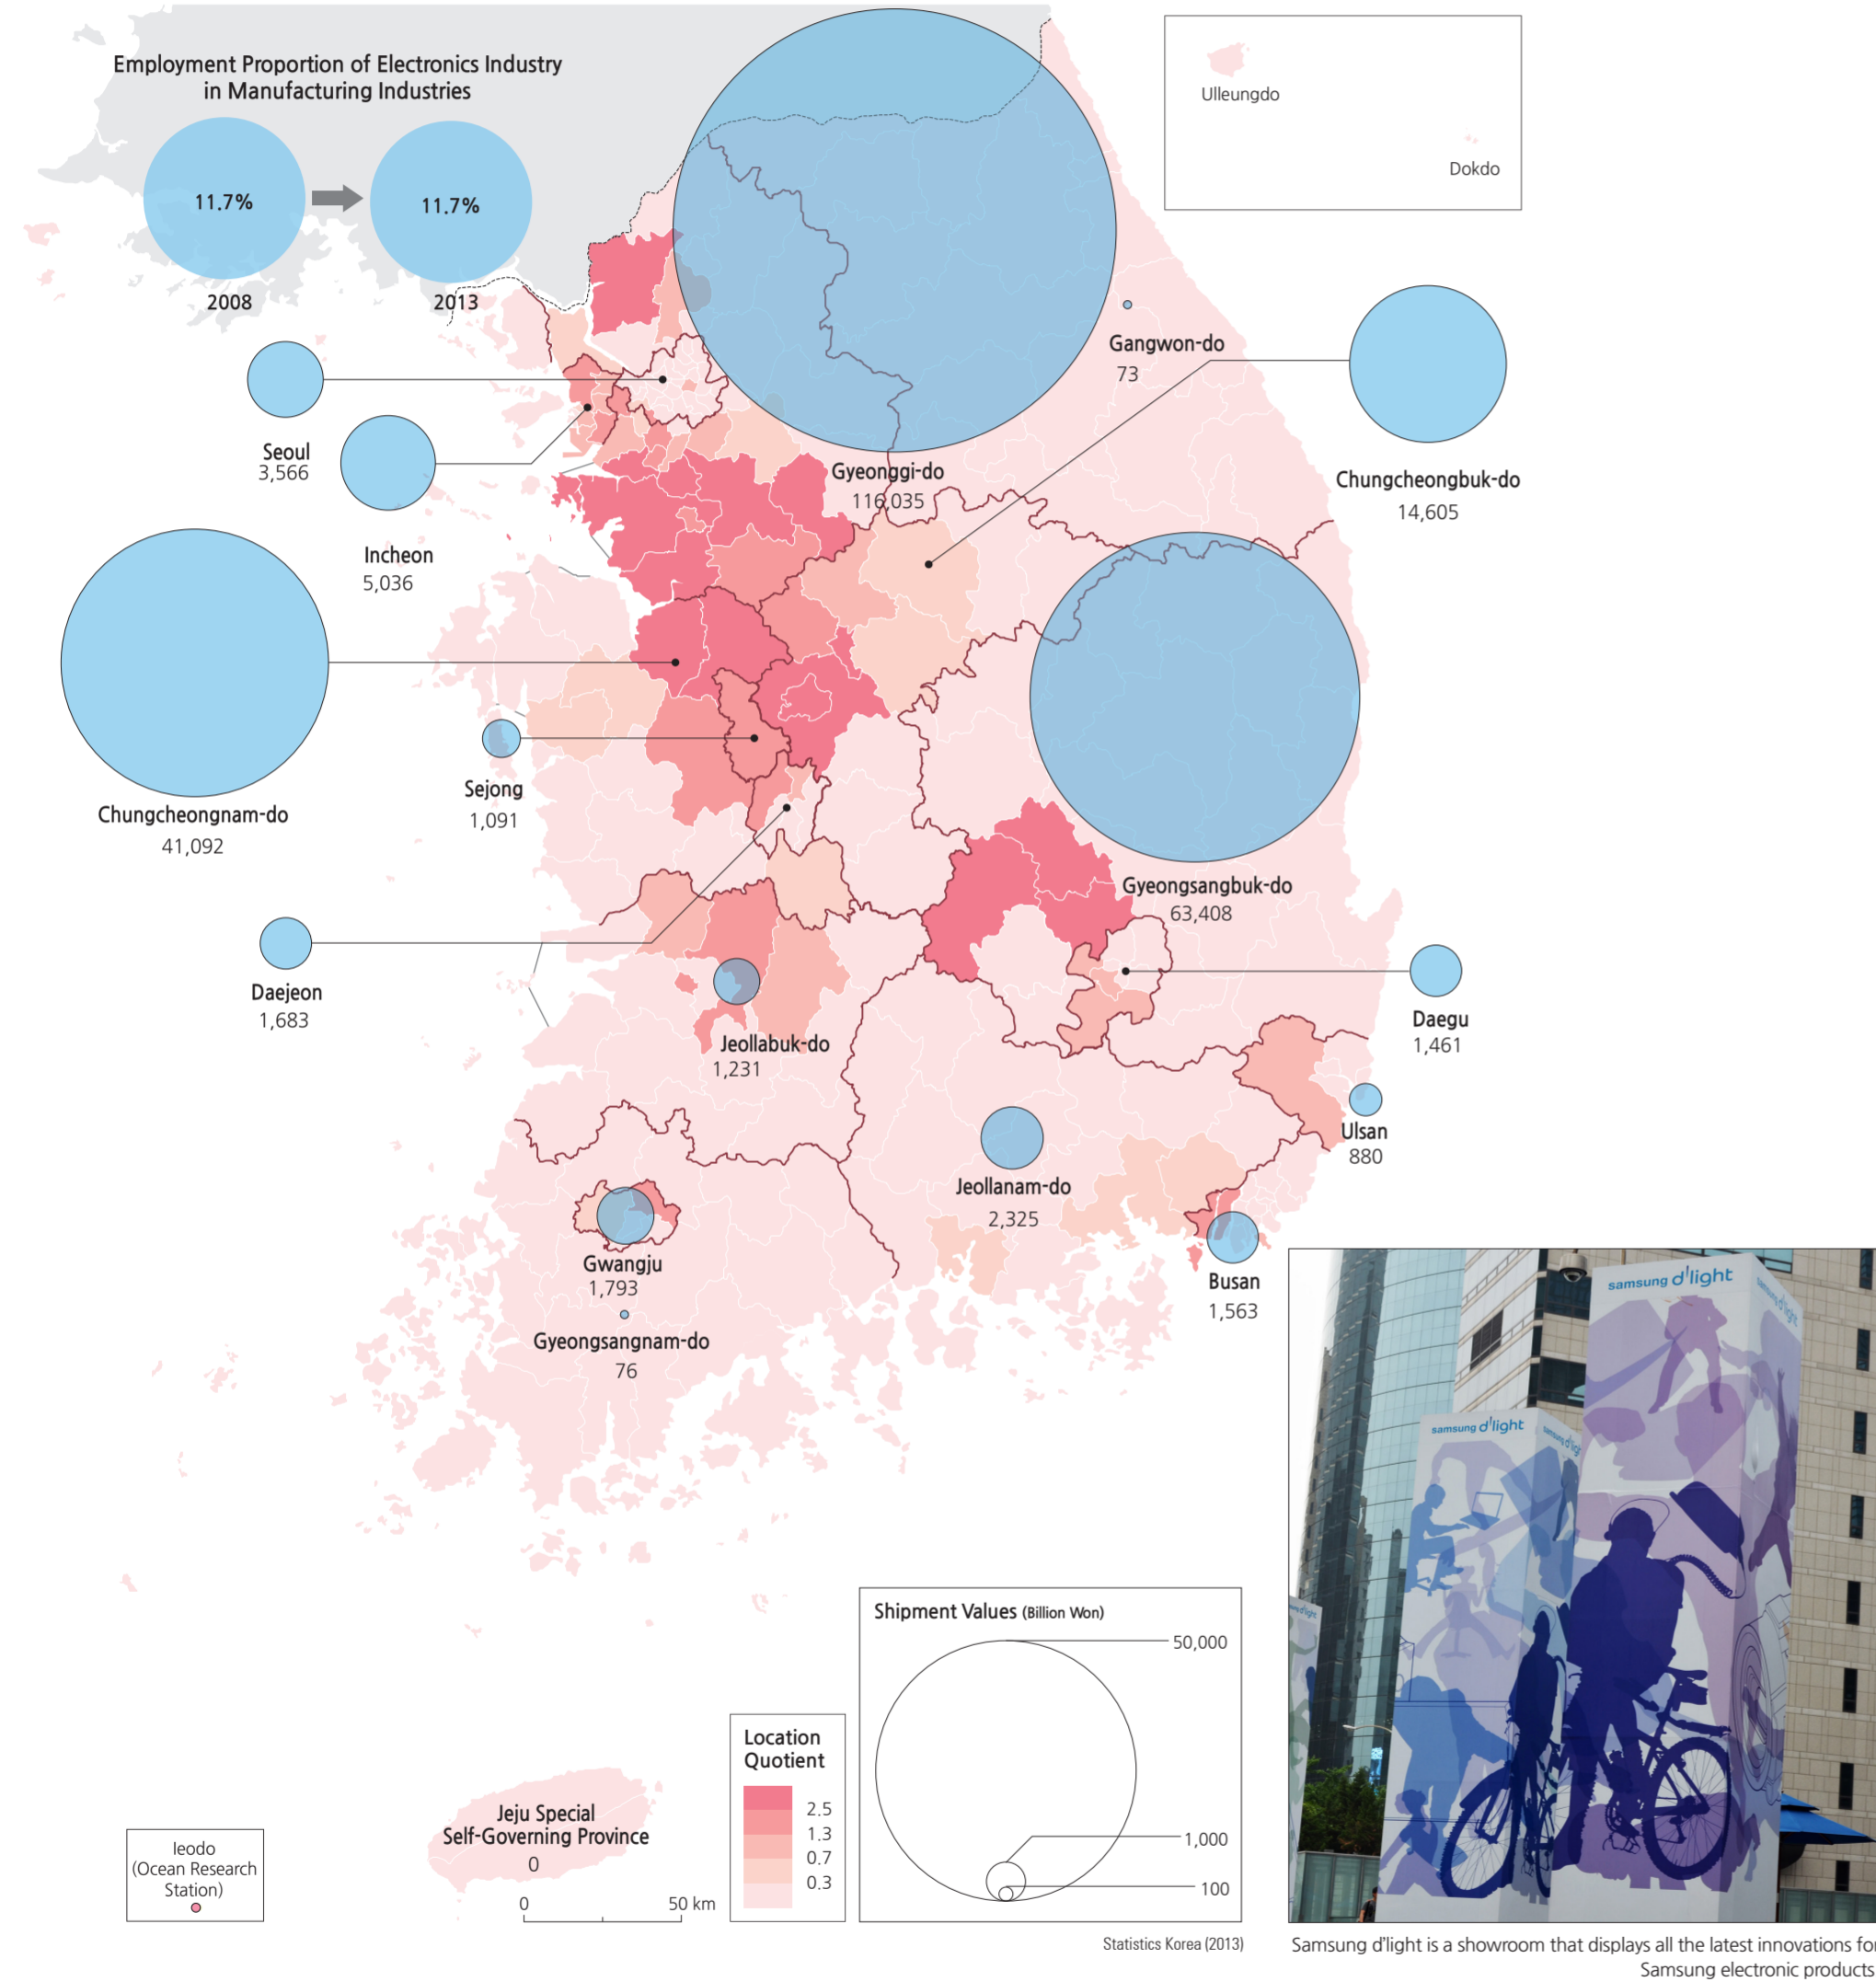 Employment Proportion of Electronics Industry
in Manufacturing Industries
11.7%
11.7%
2008
2013
Ulleungdo
Dokdo
Gangwon-do
73
Chungcheongbuk-do
14,605
Seoul
3,566
Gyeonggi-do
116,035
Incheon
5,036
Chungcheongnam-do
41,092
Sejong
1,091
Gyeongsangbuk-do
63,408
Daejeon
1,683
Daegu
1,461
Jeollabuk-do
1,231
Ulsan
880
Jeollanam-do
2,325
Gwangju
1,793
Busan
1,563
Gyeongsangnam-do
76
samsung d'light
samsung d'light
samsung d'light
samsung d'light
samsung d'light
Shipment Values (Billion Won)
50,000
1,000
100
Location
Quotient
2.5
1.3
0.7
0.3
Jeju Special
Self-Governing Province
0
Ieodo
(Ocean Research
Station)
0
50 km
Statistics Korea (2013)
Samsung d'light is a showroom that displays all the latest innovations for
Samsung electronic products.